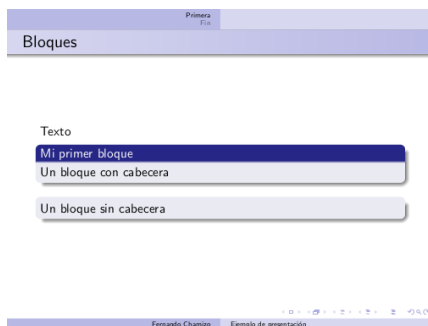 Primera
Fin
Bloques
Texto
Mi primer bloque
Un bloque con cabecera
Un bloque sin cabecera
Fernando Chamizo Ejemplo de presentación